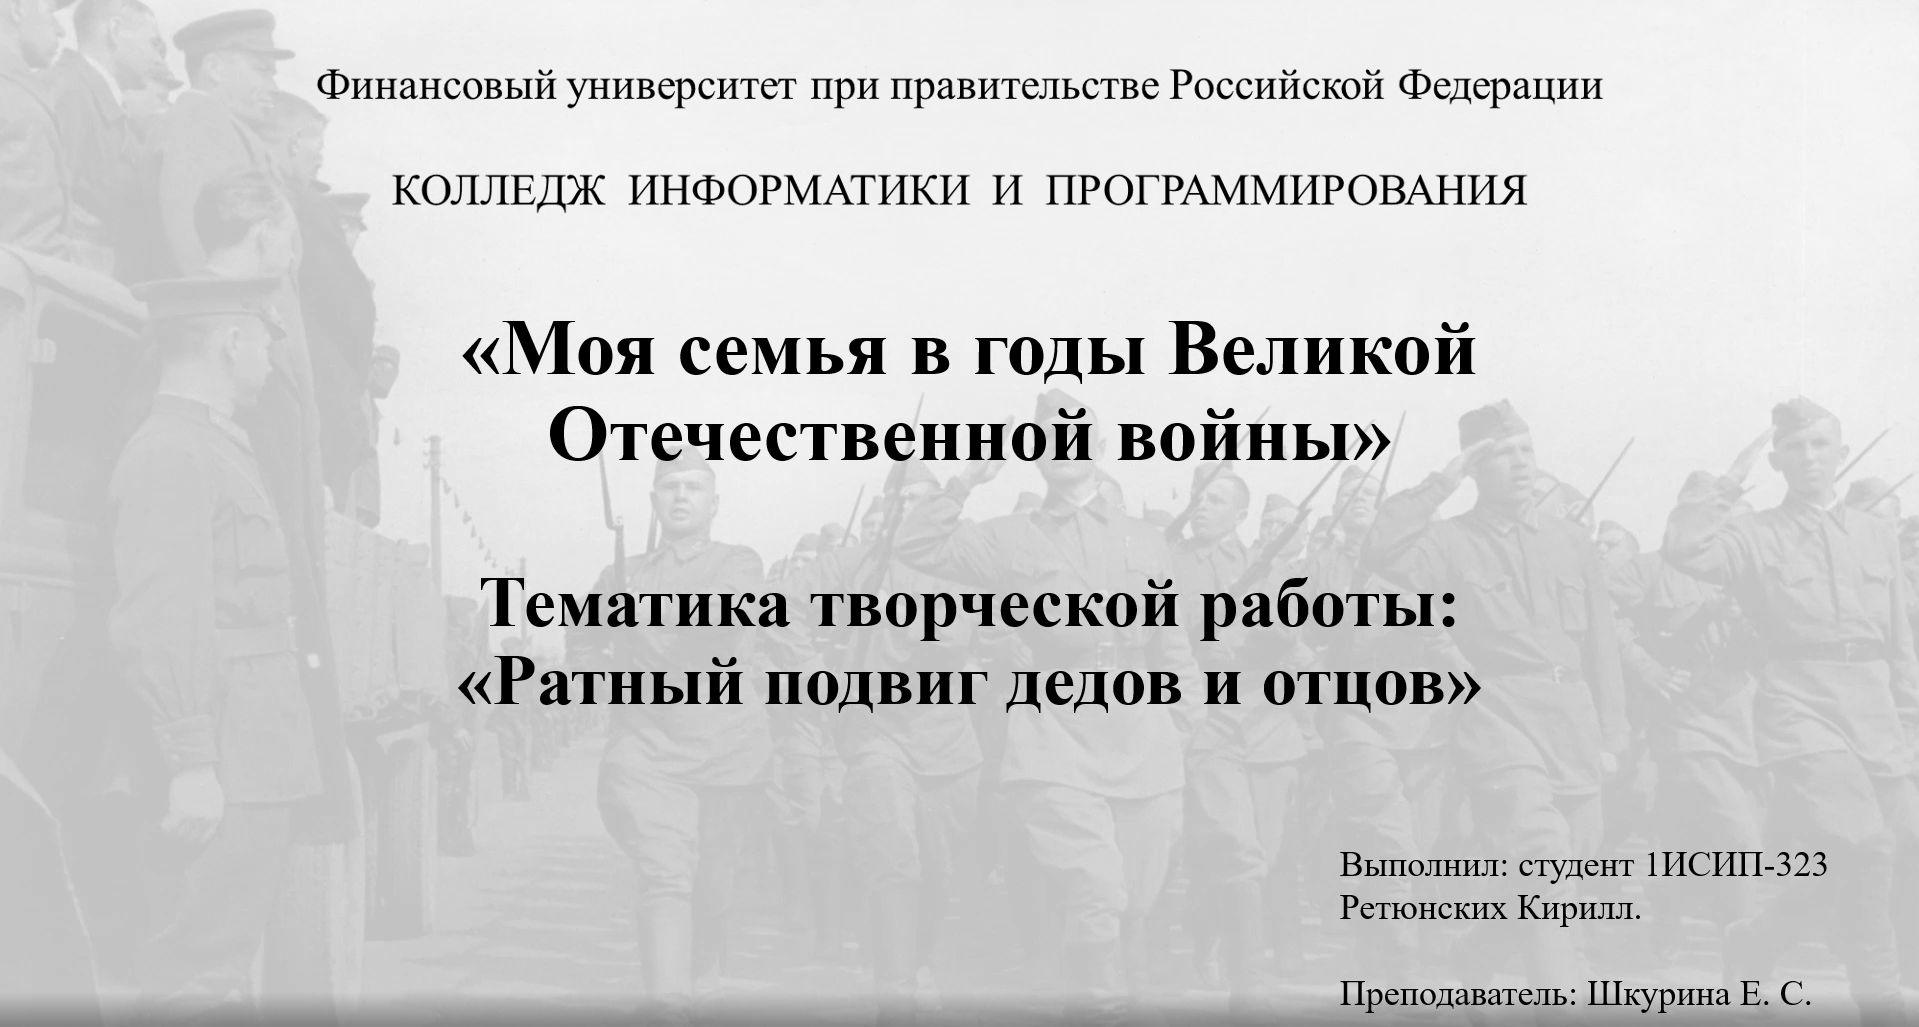 Финансовый университет при правительстве Российской Федерации
КОЛЛЕДЖ ИНФОРМАТИКИ И ПРОГРАММИРОВАНИЯ
«Моя семья в годы Великой
Отечественной войны»
Тематика творческой работы:
«Ратный подвиг дедов и отцов»
Выполнил: студент 1ИСИП-323
Ретюнских Кирилл.
Преподаватель: Шкурина Е. С.